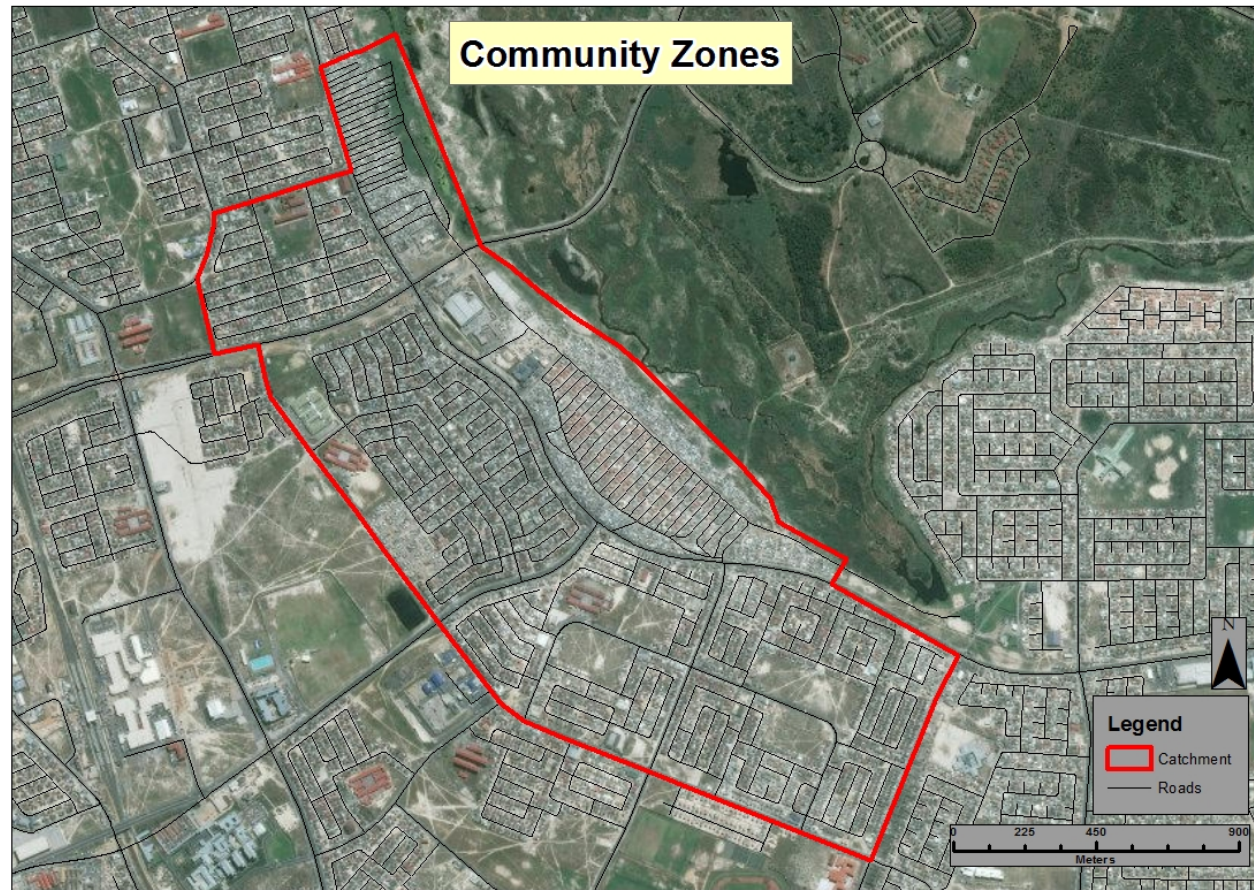 Community Zones
N
Legend
Catchment
Roads
0 225 450 900
Meters